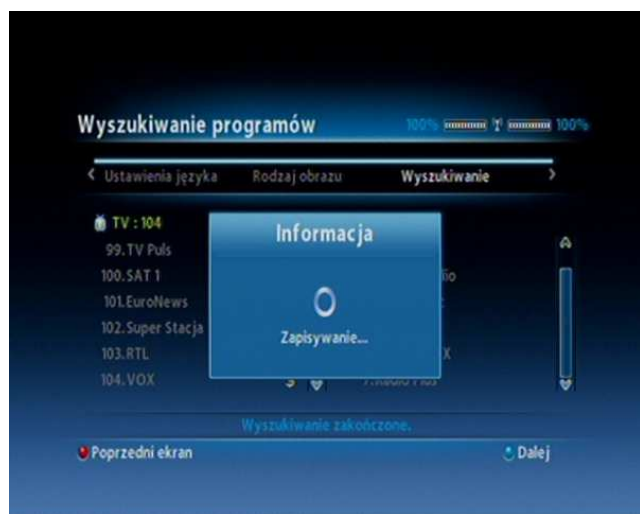 Wyszukiwanie programów
100% 100%
Ustawienia języka Rodzaj obrazu Wyszukiwanie
TV : 104
99.TV Puls
100.SAT 1
101.EuroNews
102.Super Stacja
103.RTL
104.VOX
Informacja
Zapisywanie...
Wyszukiwanie zakończone.
Poprzedni ekran Dalej